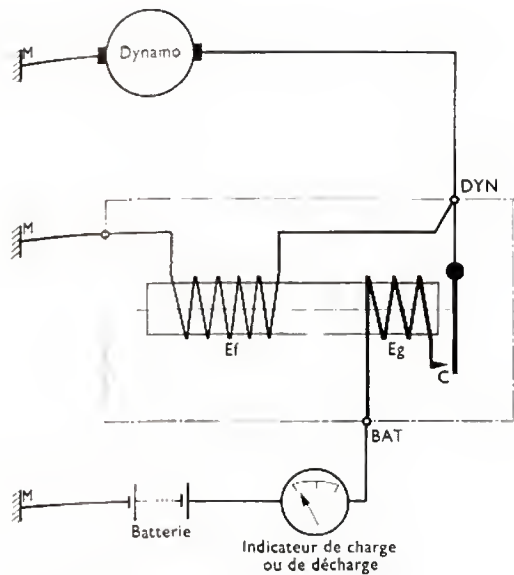 M
Dynamo
DYN
M
Ef
Eg
C
BAT
M
Batterie
Indicateur de charge
ou de décharge